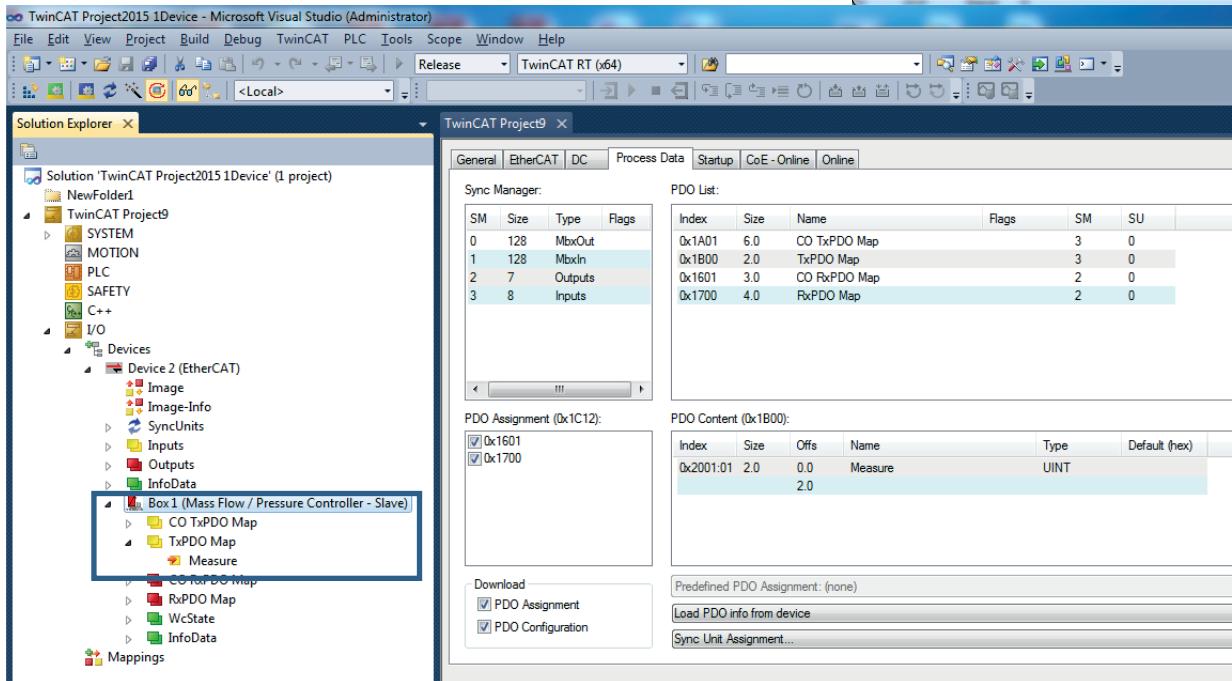 TwinCAT Project2015 1Device - Microsoft Visual Studio (Administrator)
File Edit View Project Build Debug TwinCAT PLC Tools Scope Window Help
Release TwinCAT RT (x64)
<Local>
Solution Explorer
Solution 'TwinCAT Project2015 1Device' (1 project)
NewFolder1
TwinCAT Project9
SYSTEM
MOTION
PLC
SAFETY
C++
I/O
Devices
Device 2 (EtherCAT)
Image
Image-Info
SyncUnits
Inputs
Outputs
InfoData
Box 1 (Mass Flow / Pressure Controller - Slave)
CO TxPDO Map
TxPDO Map
Measure
CO RxPDO Map
RxPDO Map
WcState
InfoData
Mappings
TwinCAT Project9
General EtherCAT DC Process Data Startup CoE - Online Online
Sync Manager:
SM Size Type Flags
0 128 MbxOut
1 128 MbxIn
2 7 Outputs
3 8 Inputs
PDO List:
Index Size Name Flags SM SU
0x1A01 6.0 CO TxPDO Map 3 0
0x1B00 2.0 TxPDO Map 3 0
0x1601 3.0 CO RxPDO Map 2 0
0x1700 4.0 RxPDO Map 2 0
PDO Assignment (0x1C12):
0x1601
0x1700
PDO Content (0x1B00):
Index Size Offs Name Type Default (hex)
0x2001:01 2.0 0.0 Measure UINT
2.0
Download
PDO Assignment
PDO Configuration
Predefined PDO Assignment: (none)
Load PDO info from device
Sync Unit Assignment...